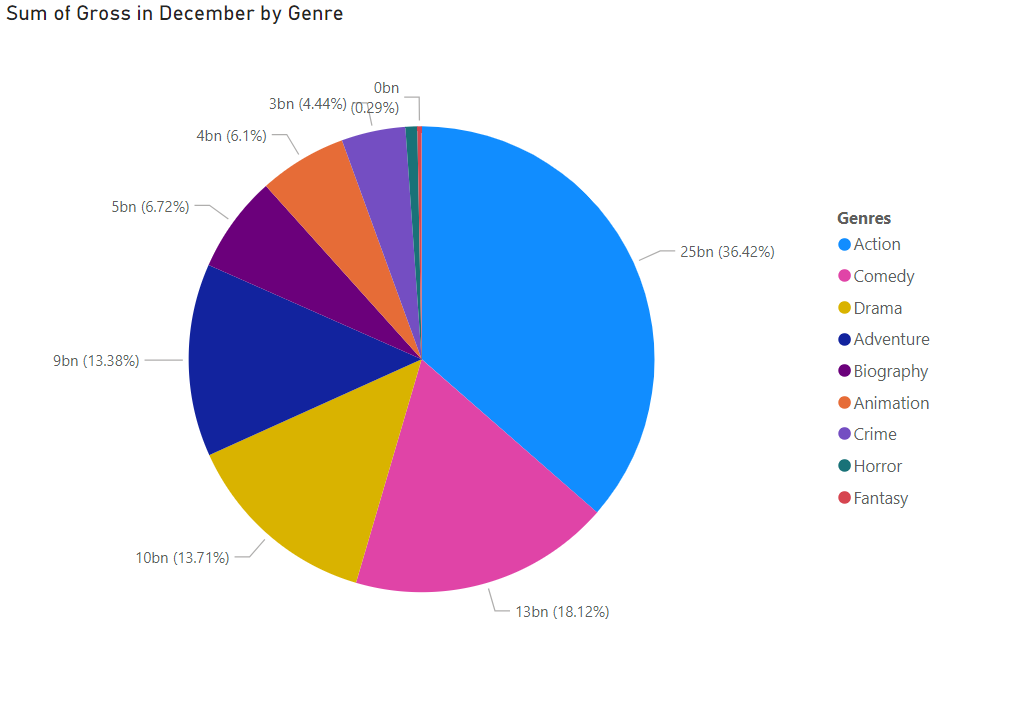 Sum of Gross in December by Genre
0bn
(0.29%)
3bn (4.44%)
4bn (6.1%)
5bn (6.72%)
9bn (13.38%)
10bn (13.71%)
13bn (18.12%)
25bn (36.42%)
Genres
Action
Comedy
Drama
Adventure
Biography
Animation
Crime
Horror
Fantasy